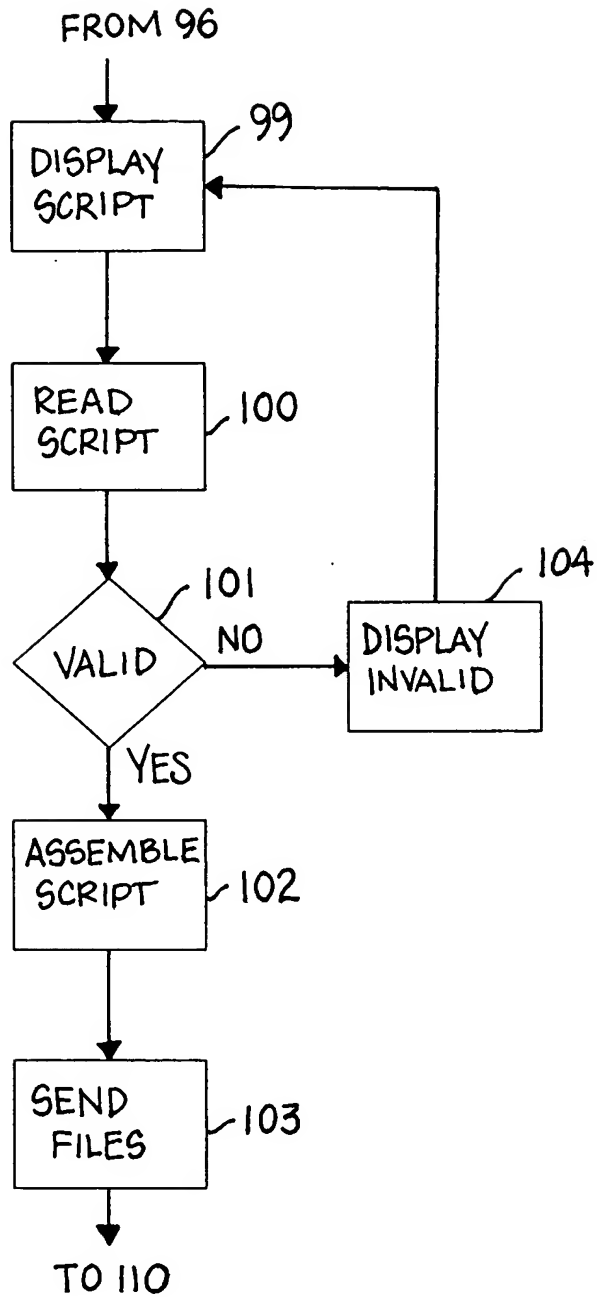 FROM 96
99
DISPLAY
SCRIPT
READ
SCRIPT
100
101
VALID
NO
104
DISPLAY
INVALID
YES
ASSEMBLE
SCRIPT
102
SEND
FILES
103
TO 110